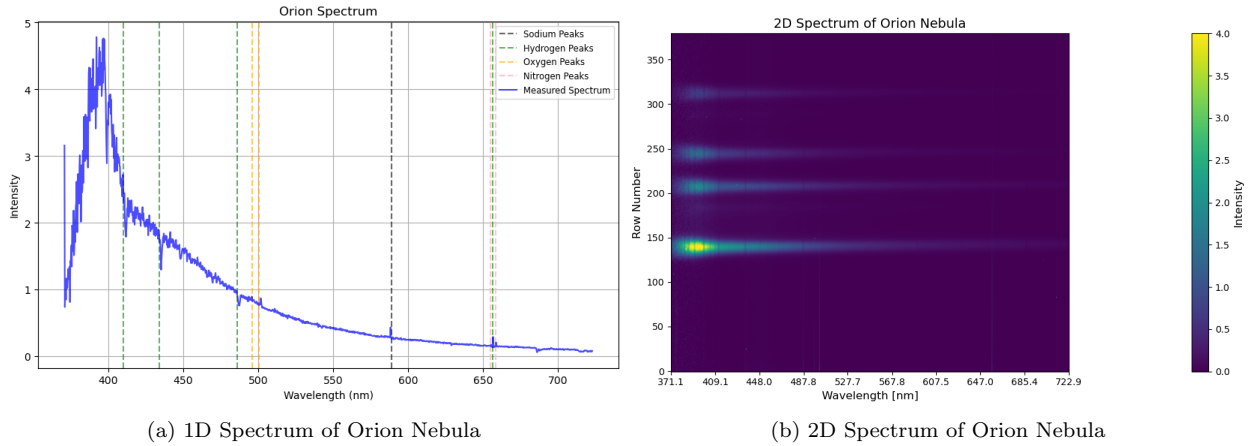 Orion Spectrum
5
4
3
2
1
0
Intensity
400
450
500
550
600
650
700
Wavelength (nm)
Sodium Peaks
Hydrogen Peaks
Oxygen Peaks
Nitrogen Peaks
Measured Spectrum
(a) 1D Spectrum of Orion Nebula
2D Spectrum of Orion Nebula
350
300
250
200
150
100
50
0
Row Number
371.1
409.1
448.0
487.8
527.7
567.8
607.5
647.0
685.4
722.9
Wavelength [nm]
4.0
3.5
3.0
2.5
2.0
1.5
1.0
0.5
0.0
Intensity
(b) 2D Spectrum of Orion Nebula